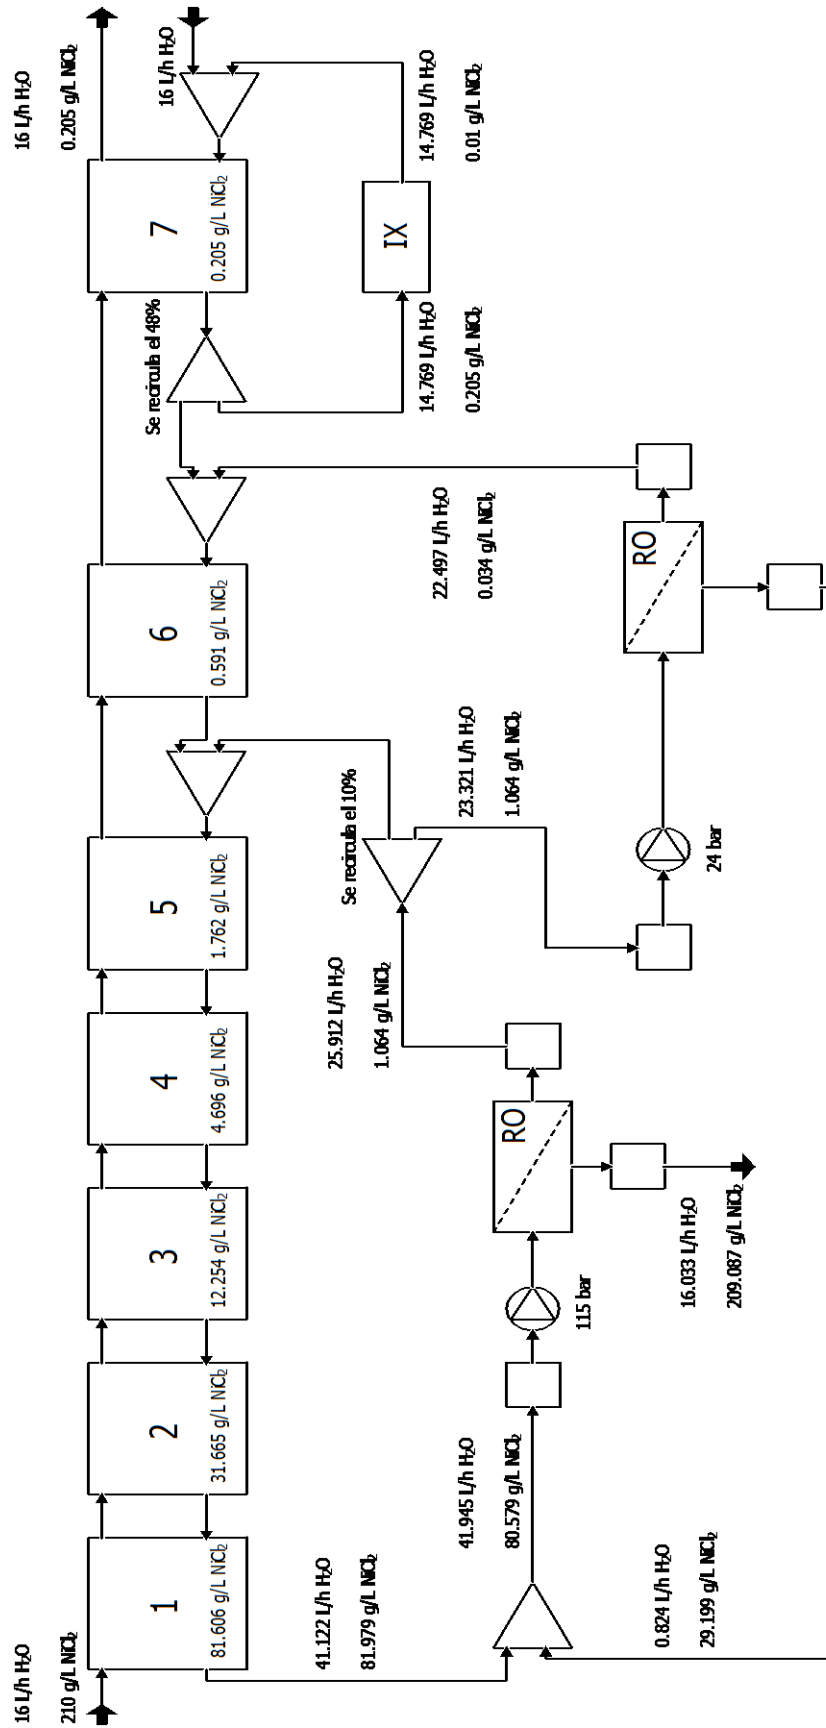 16 L/h H₂O
210 g/L NiCl₂
1
81.606 g/L NiCl₂
2
31.665 g/L NiCl₂
3
12.254 g/L NiCl₂
4
4.696 g/L NiCl₂
5
1.762 g/L NiCl₂
6
0.591 g/L NiCl₂
7
0.205 g/L NiCl₂
16 L/h H₂O
0.205 g/L NiCl₂
16 L/h H₂O
Se recircula el 48%
IX
14.769 L/h H₂O
0.205 g/L NiCl₂
14.769 L/h H₂O
0.01 g/L NiCl₂
41.122 L/h H₂O
81.979 g/L NiCl₂
25.912 L/h H₂O
1.064 g/L NiCl₂
Se recircula el 10%
23.321 L/h H₂O
1.064 g/L NiCl₂
22.497 L/h H₂O
0.034 g/L NiCl₂
41.945 L/h H₂O
80.579 g/L NiCl₂
115 bar
RO
24 bar
RO
0.824 L/h H₂O
29.199 g/L NiCl₂
16.033 L/h H₂O
209.087 g/L NiCl₂